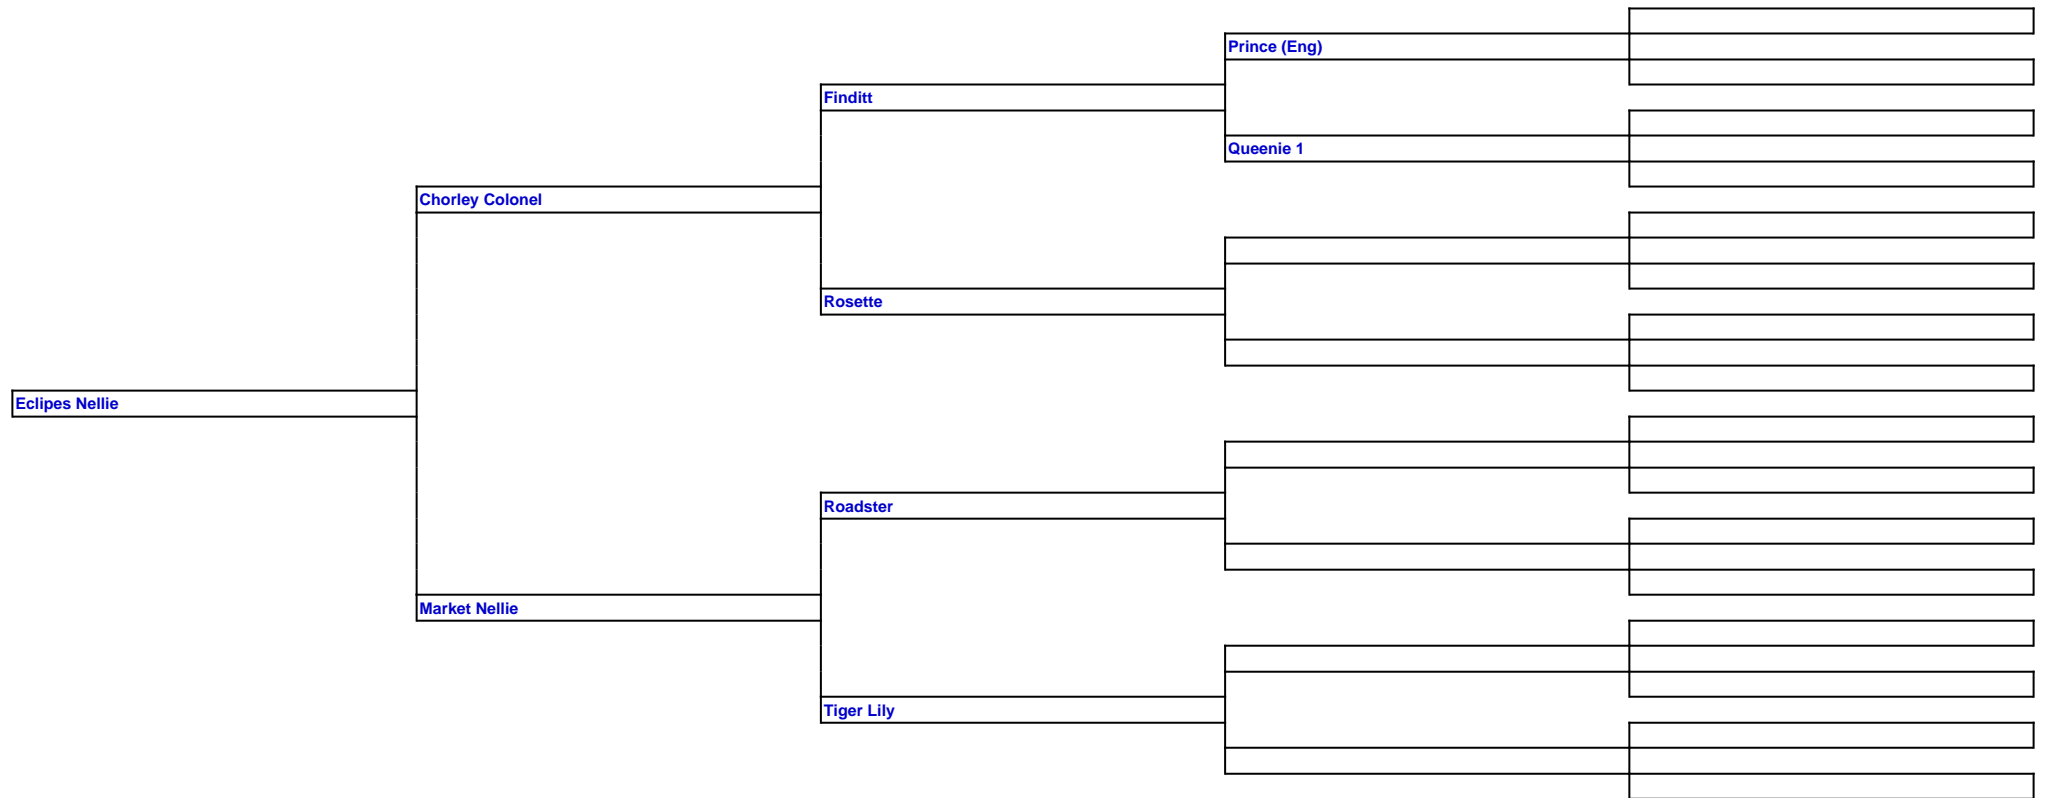 Prince (Eng)
Finditt
Queenie 1
Chorley Colonel
Rosette
Eclipes Nellie
Roadster
Market Nellie
Tiger Lily